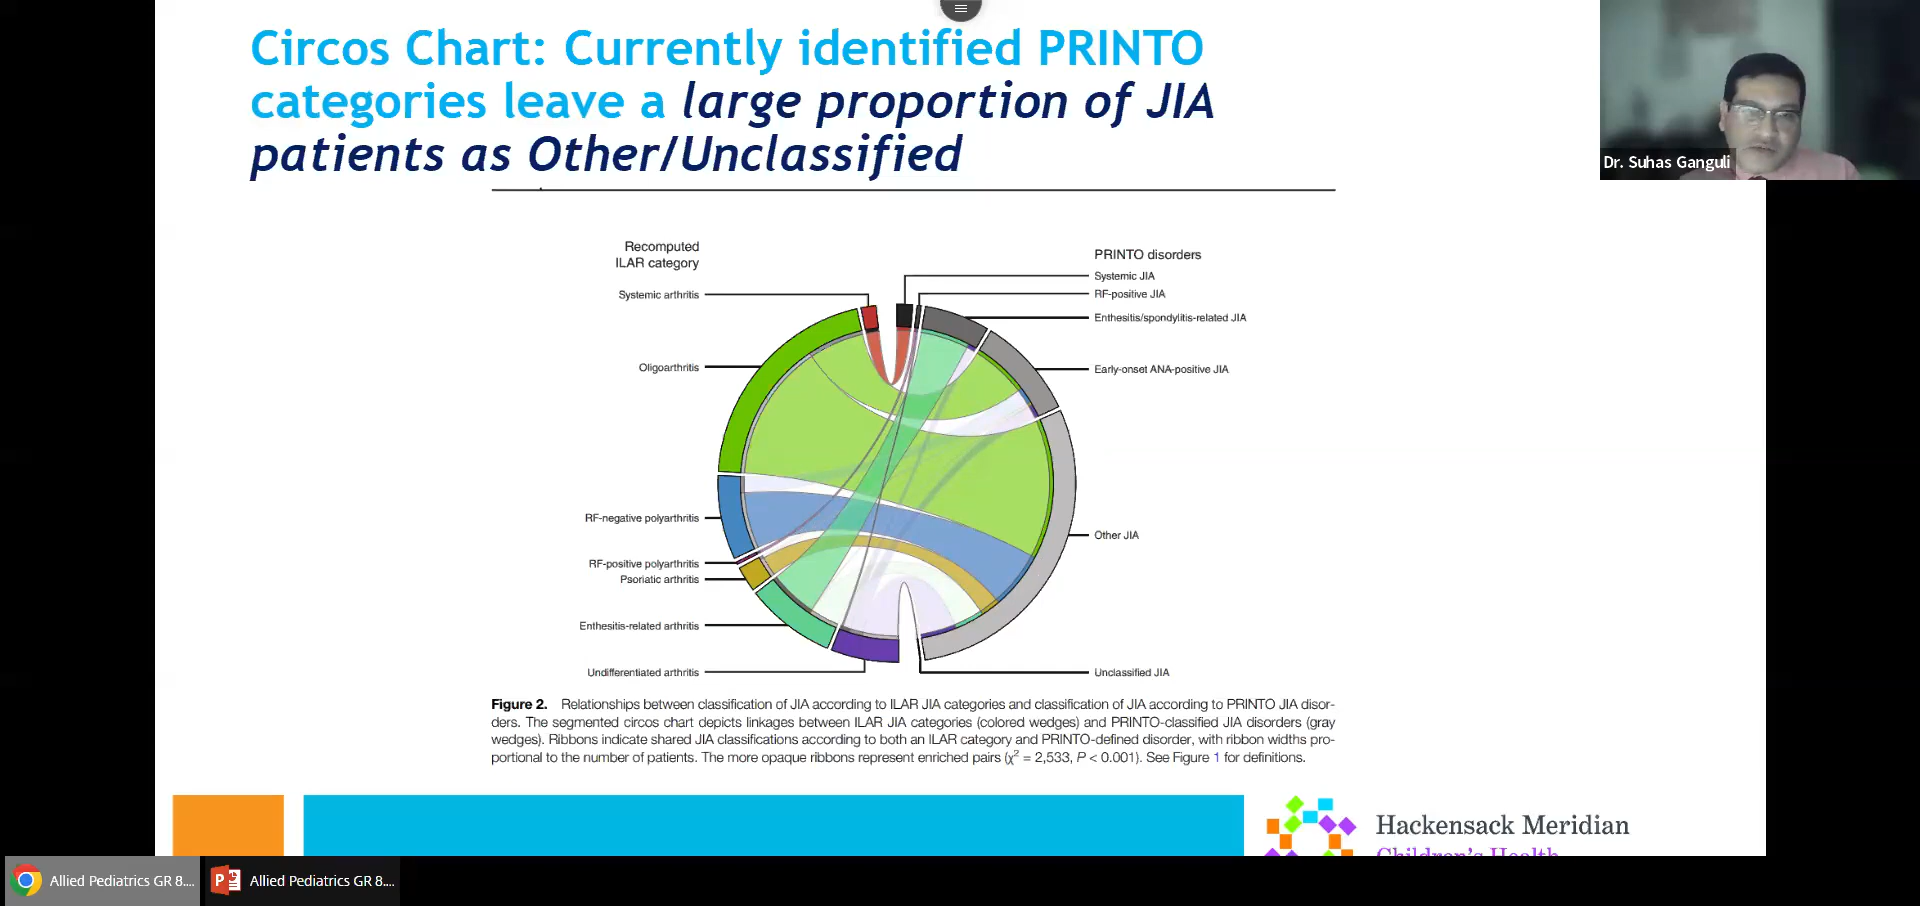 Circos Chart: Currently identified PRINTO
categories leave a large proportion of JIA
patients as Other/Unclassified
Dr. Suhas Ganguli
Recomputed
ILAR category
Systemic arthritis
Oligoarthritis
RF-negative polyarthritis
RF-positive polyarthritis
Psoriatic arthritis
Enthesitis-related arthritis
Undifferentiated arthritis
PRINTO disorders
Systemic JIA
RF-positive JIA
Enthesitis/spondylitis-related JIA
Early-onset ANA-positive JIA
Other JIA
Unclassified JIA
Figure 2. Relationships between classification of JIA according to ILAR JIA categories and classification of JIA according to PRINTO JIA disor-
ders. The segmented circos chart depicts linkages between ILAR JIA categories (colored wedges) and PRINTO-classified JIA disorders (gray
wedges). Ribbons indicate shared JIA classifications according to both an ILAR category and PRINTO-defined disorder, with ribbon widths pro-
portional to the number of patients. The more opaque ribbons represent enriched pairs (χ² = 2,533, P < 0.001). See Figure 1 for definitions.
Hackensack Meridian
Children's Health
Allied Pediatrics GR 8....
Allied Pediatrics GR 8....